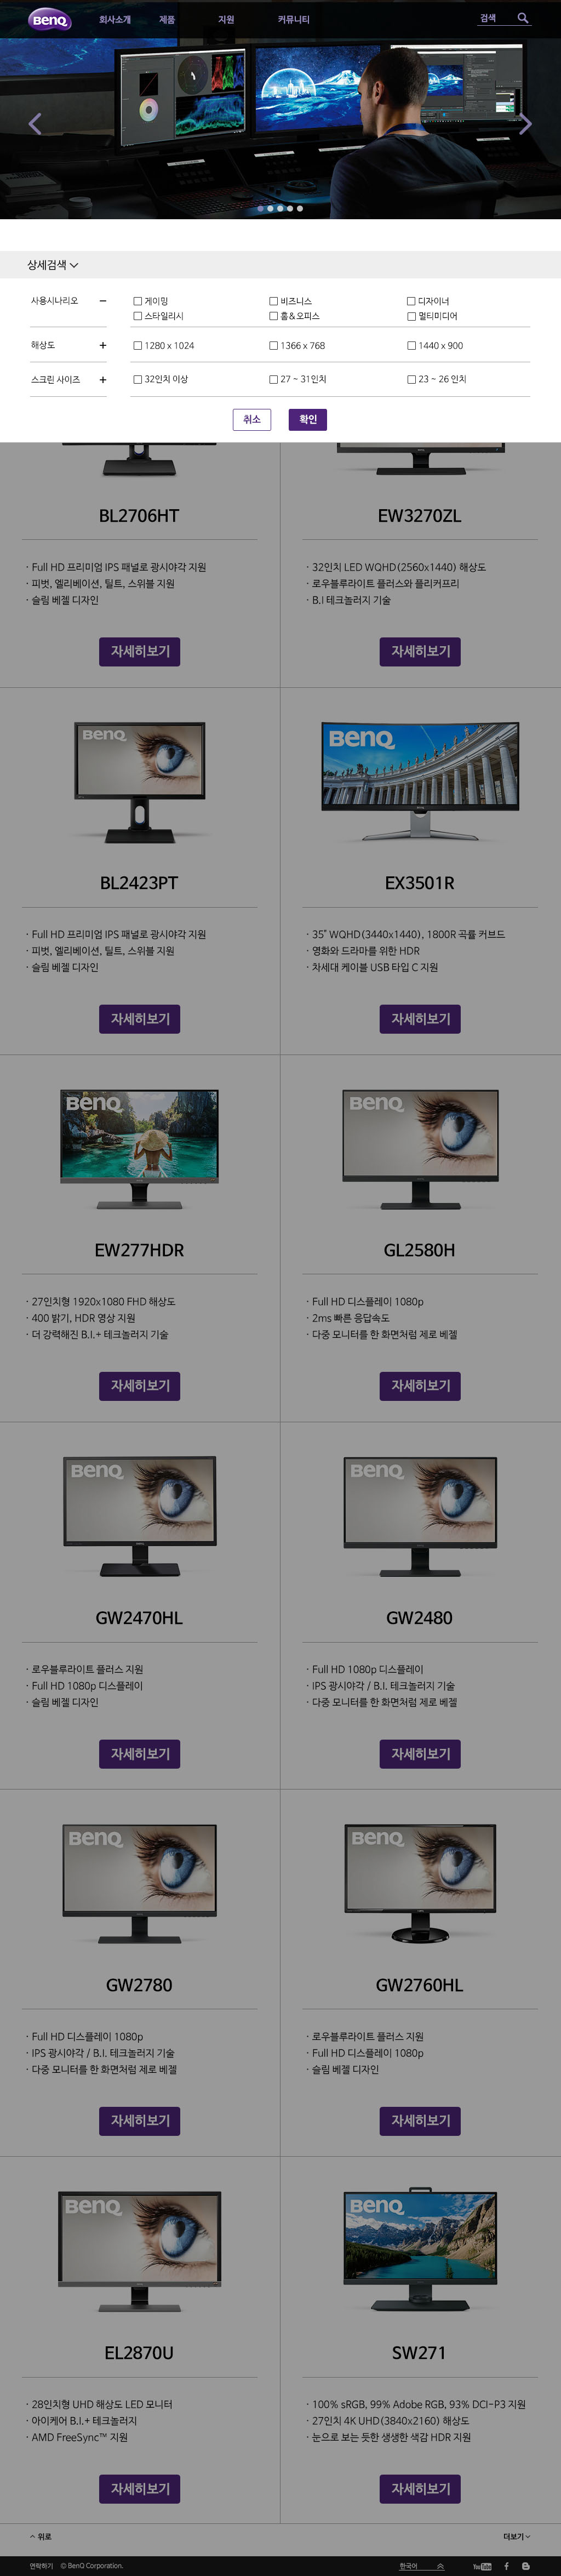 BenQ 회사소개 제품 지원 커뮤니티 검색
상세검색
사용시나리오 게이밍 비즈니스 디자이너
스타일리시 홈&오피스 멀티미디어
해상도 1280 x 1024 1366 x 768 1440 x 900
스크린 사이즈 32인치 이상 27 ~ 31인치 23 ~ 26 인치
취소 확인
BL2706HT
· Full HD 프리미엄 IPS 패널로 광시야각 지원
· 피벗, 엘리베이션, 틸트, 스위블 지원
· 슬림 베젤 디자인
자세히보기
EW3270ZL
· 32인치 LED WQHD(2560x1440) 해상도
· 로우블루라이트 플러스와 플리커프리
· B.I 테크놀러지 기술
자세히보기
BenQ
BL2423PT
· Full HD 프리미엄 IPS 패널로 광시야각 지원
· 피벗, 엘리베이션, 틸트, 스위블 지원
· 슬림 베젤 디자인
자세히보기
BenQ
EX3501R
· 35” WQHD(3440x1440), 1800R 곡률 커브드
· 영화와 드라마를 위한 HDR
· 차세대 케이블 USB 타입 C 지원
자세히보기
BenQ
EW277HDR
· 27인치형 1920x1080 FHD 해상도
· 400 밝기, HDR 영상 지원
· 더 강력해진 B.I.+ 테크놀러지 기술
자세히보기
BenQ
GL2580H
· Full HD 디스플레이 1080p
· 2ms 빠른 응답속도
· 다중 모니터를 한 화면처럼 제로 베젤
자세히보기
BenQ
GW2470HL
· 로우블루라이트 플러스 지원
· Full HD 1080p 디스플레이
· 슬림 베젤 디자인
자세히보기
BenQ
GW2480
· Full HD 1080p 디스플레이
· IPS 광시야각 / B.I. 테크놀러지 기술
· 다중 모니터를 한 화면처럼 제로 베젤
자세히보기
BenQ
GW2780
· Full HD 디스플레이 1080p
· IPS 광시야각 / B.I. 테크놀러지 기술
· 다중 모니터를 한 화면처럼 제로 베젤
자세히보기
BenQ
GW2760HL
· 로우블루라이트 플러스 지원
· Full HD 디스플레이 1080p
· 슬림 베젤 디자인
자세히보기
BenQ
EL2870U
· 28인치형 UHD 해상도 LED 모니터
· 아이케어 B.I.+ 테크놀러지
· AMD FreeSync™ 지원
자세히보기
BenQ
SW271
· 100% sRGB, 99% Adobe RGB, 93% DCI-P3 지원
· 27인치 4K UHD(3840x2160) 해상도
· 눈으로 보는 듯한 생생한 색감 HDR 지원
자세히보기
위로 더보기
연락하기 © BenQ Corporation. 한국어 YouTube